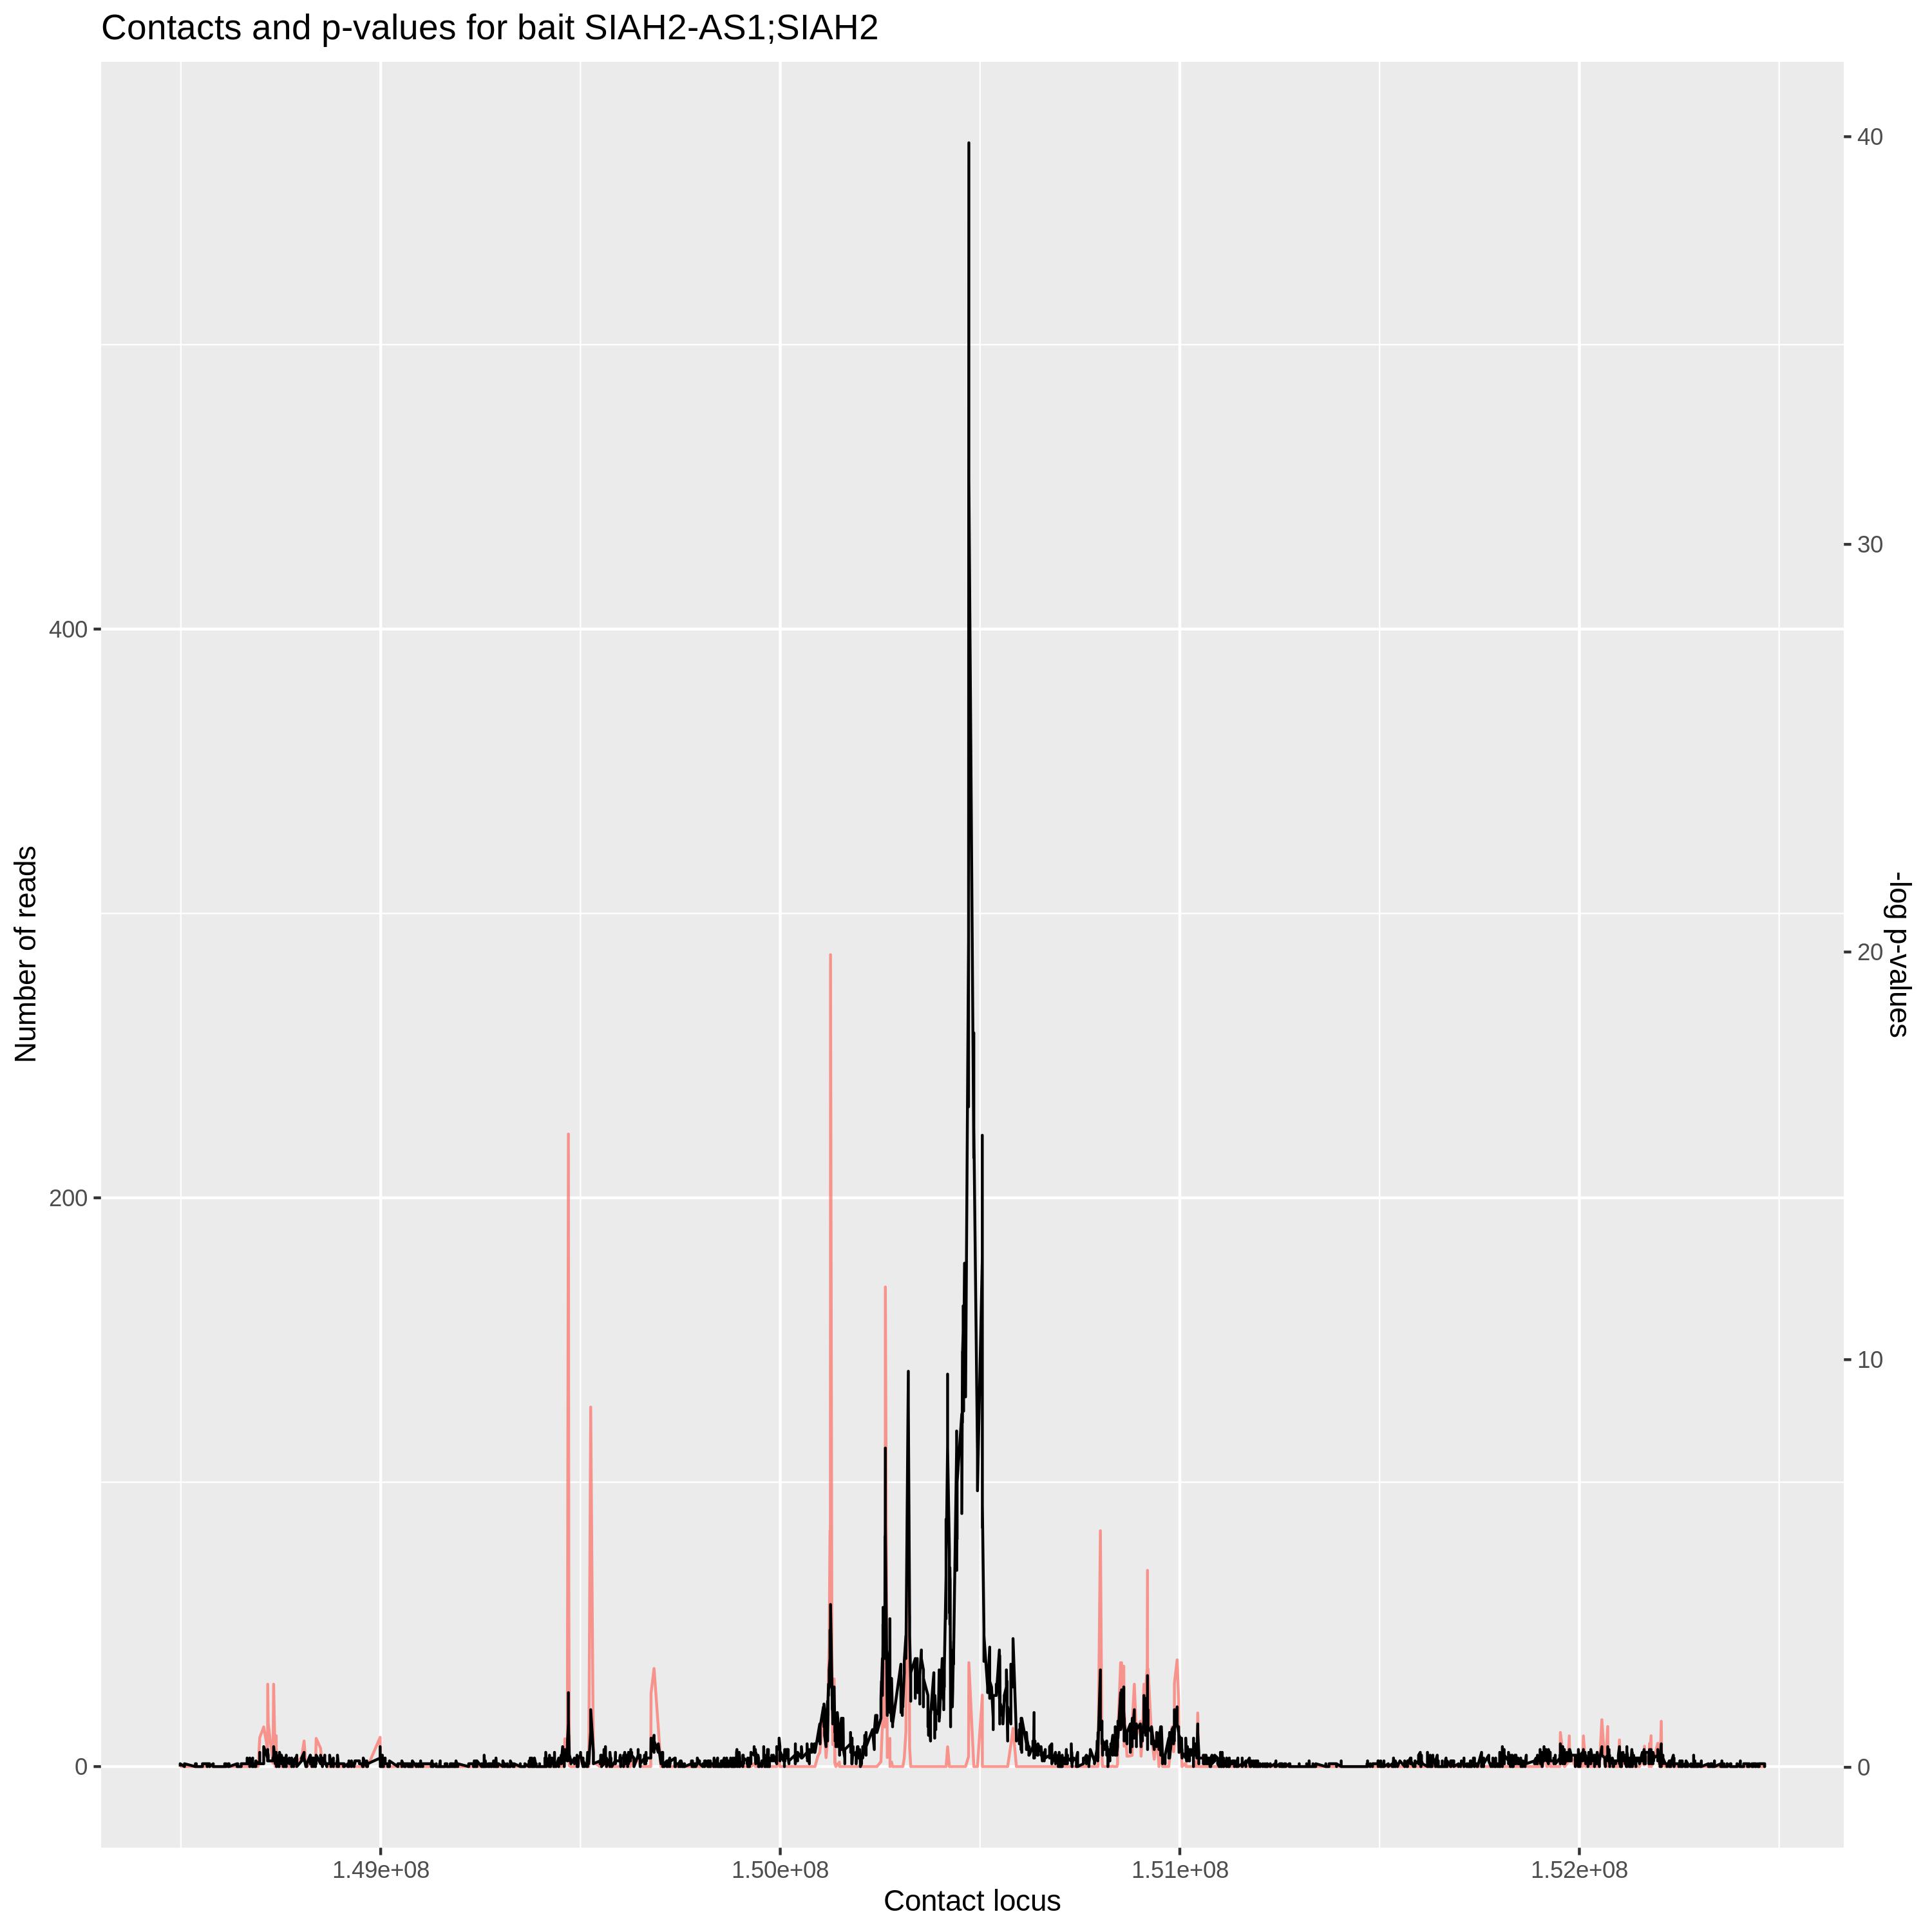 Contacts and p-values for bait SIAH2-AS1;SIAH2
Number of reads
400
200
0
40
30
20
10
0
-log p-values
1.49e+08
1.50e+08
1.51e+08
1.52e+08
Contact locus